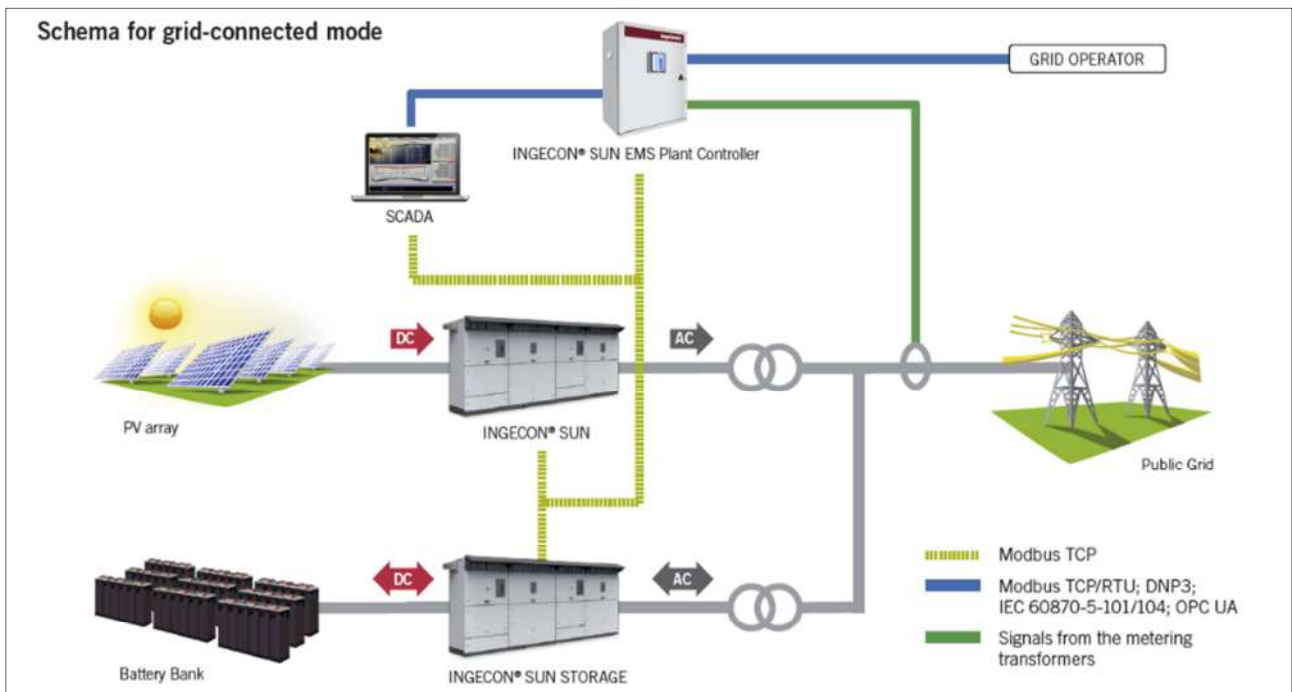 Schema for grid-connected mode
GRID OPERATOR
INGECON® SUN EMS Plant Controller
SCADA
DC
AC
PV array
INGECON® SUN
Public Grid
DC
AC
Battery Bank
INGECON® SUN STORAGE
Modbus TCP
Modbus TCP/RTU; DNP3;
IEC 60870-5-101/104; OPC UA
Signals from the metering
transformers